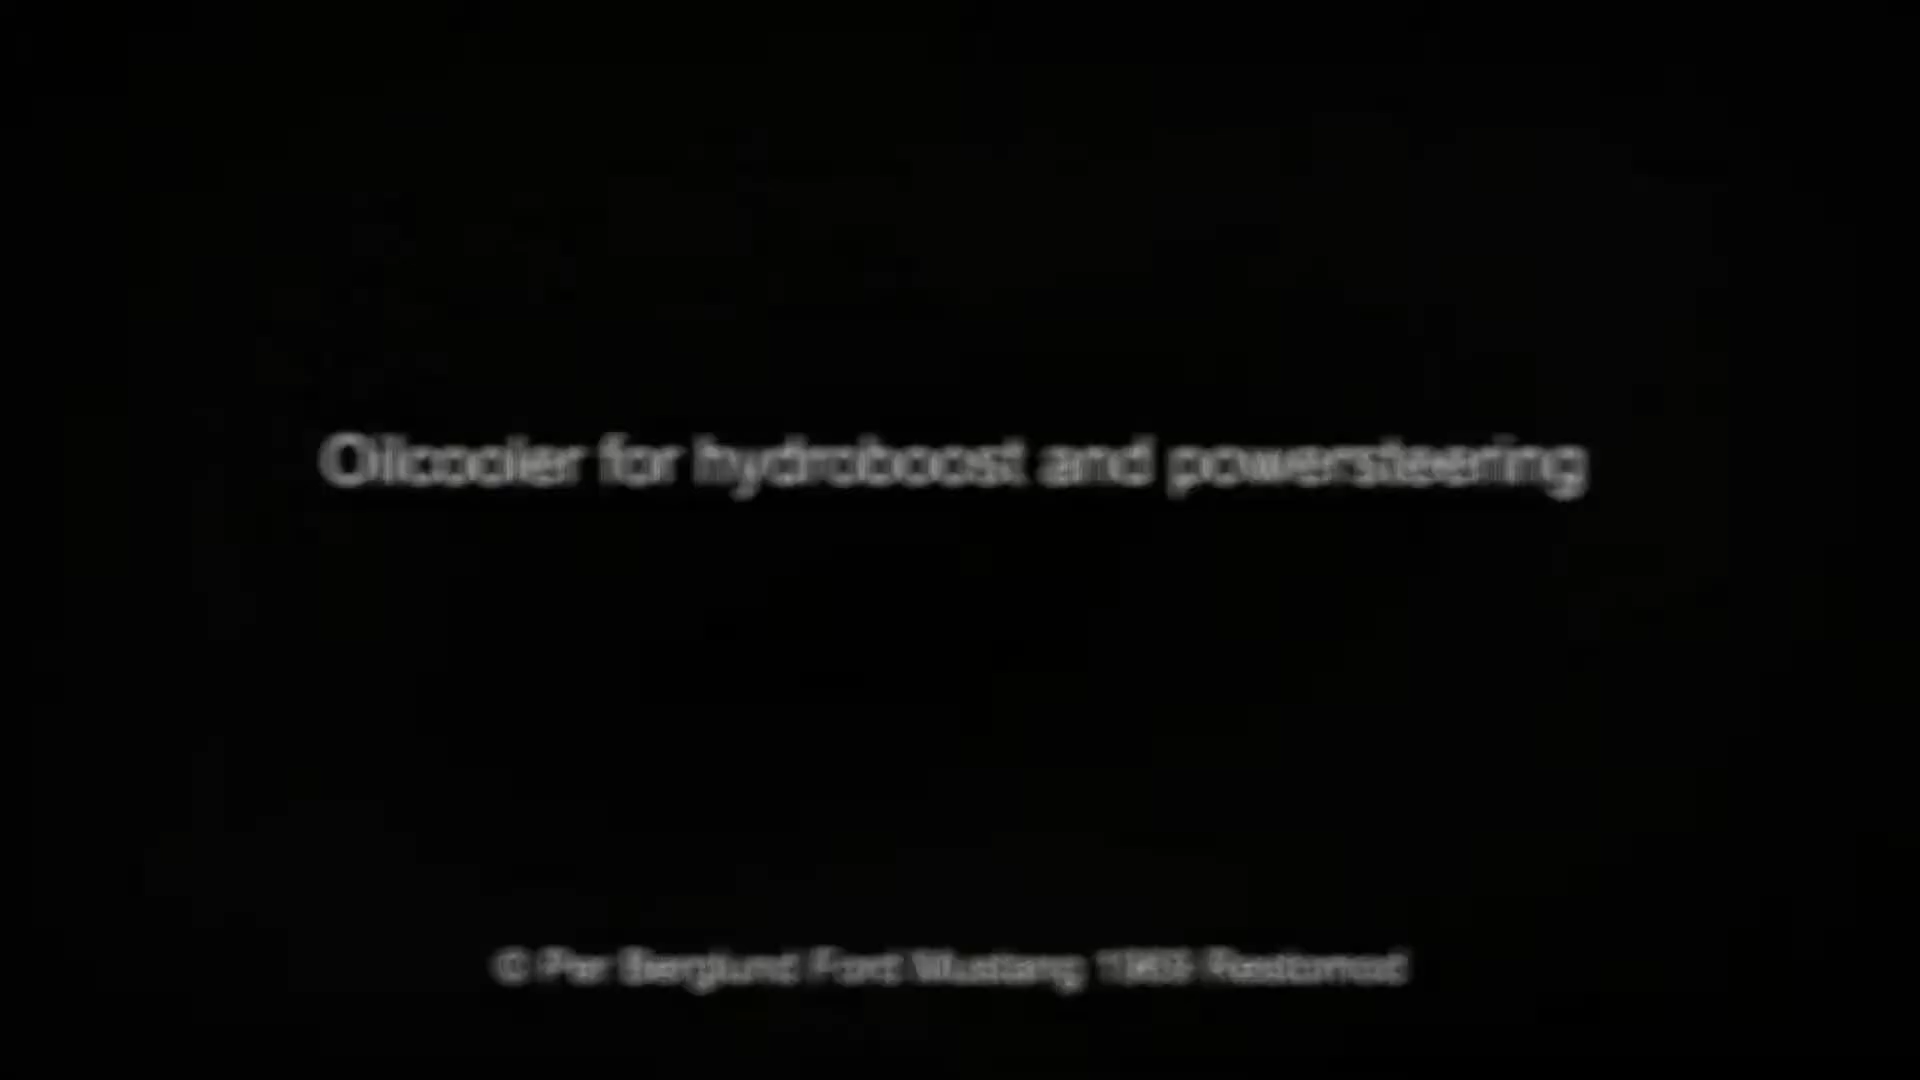 Oilcooler for hydroboost and powersteering
© Per Berglund Ford Mustang Restomod